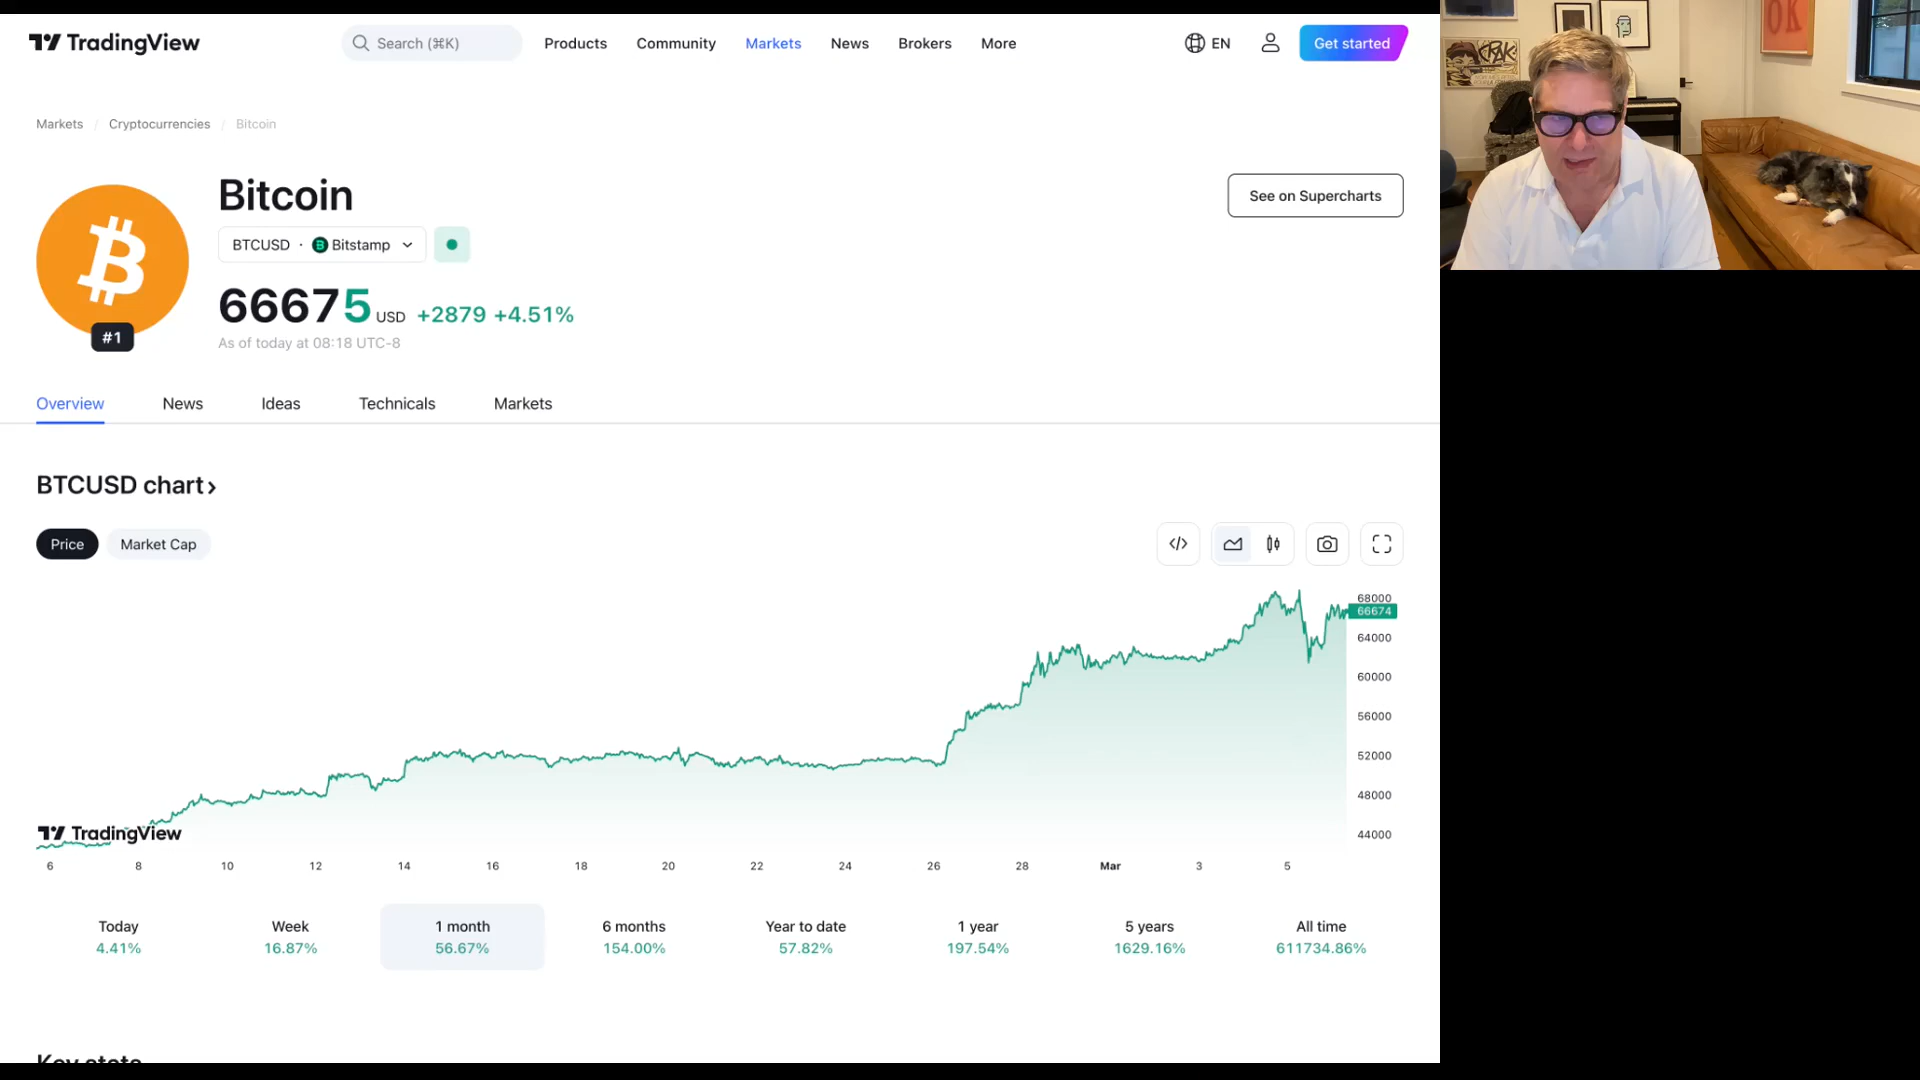 TradingView
Search (⌘K)
Products
Community
Markets
News
Brokers
More
EN
Get started
Markets / Cryptocurrencies / Bitcoin
Bitcoin
See on Supercharts
BTCUSD · Bitstamp
#1
66675 USD +2879 +4.51%
As of today at 08:18 UTC-8
Overview
News
Ideas
Technicals
Markets
BTCUSD chart
Price
Market Cap
68000
66674
64000
60000
56000
52000
48000
44000
TradingView
6 8 10 12 14 16 18 20 22 24 26 28 Mar 3 5
Today
4.41%
Week
16.87%
1 month
56.67%
6 months
154.00%
Year to date
57.82%
1 year
197.54%
5 years
1629.16%
All time
611734.86%
Key stats
OK